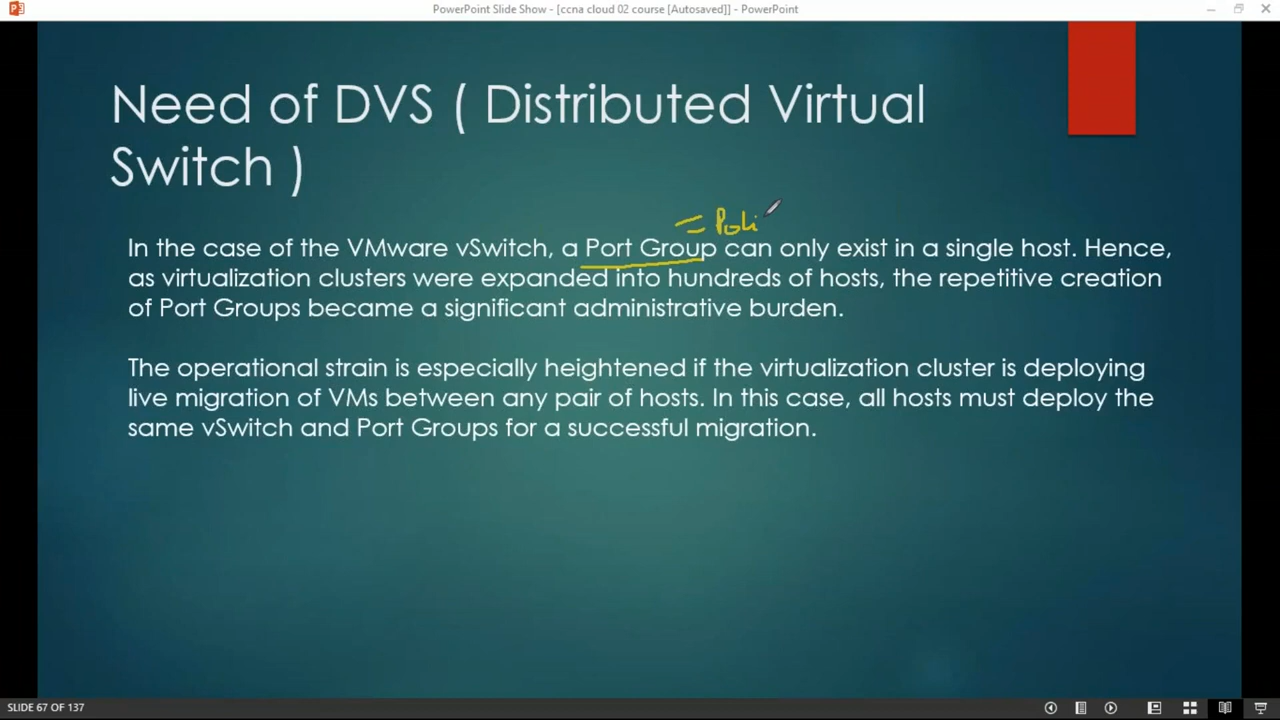 PowerPoint Slide Show - [ccna cloud 02 course [Autosaved]] - PowerPoint
Need of DVS ( Distributed Virtual
Switch )
= Poli
In the case of the VMware vSwitch, a Port Group can only exist in a single host. Hence,
as virtualization clusters were expanded into hundreds of hosts, the repetitive creation
of Port Groups became a significant administrative burden.
The operational strain is especially heightened if the virtualization cluster is deploying
live migration of VMs between any pair of hosts. In this case, all hosts must deploy the
same vSwitch and Port Groups for a successful migration.
SLIDE 67 OF 137